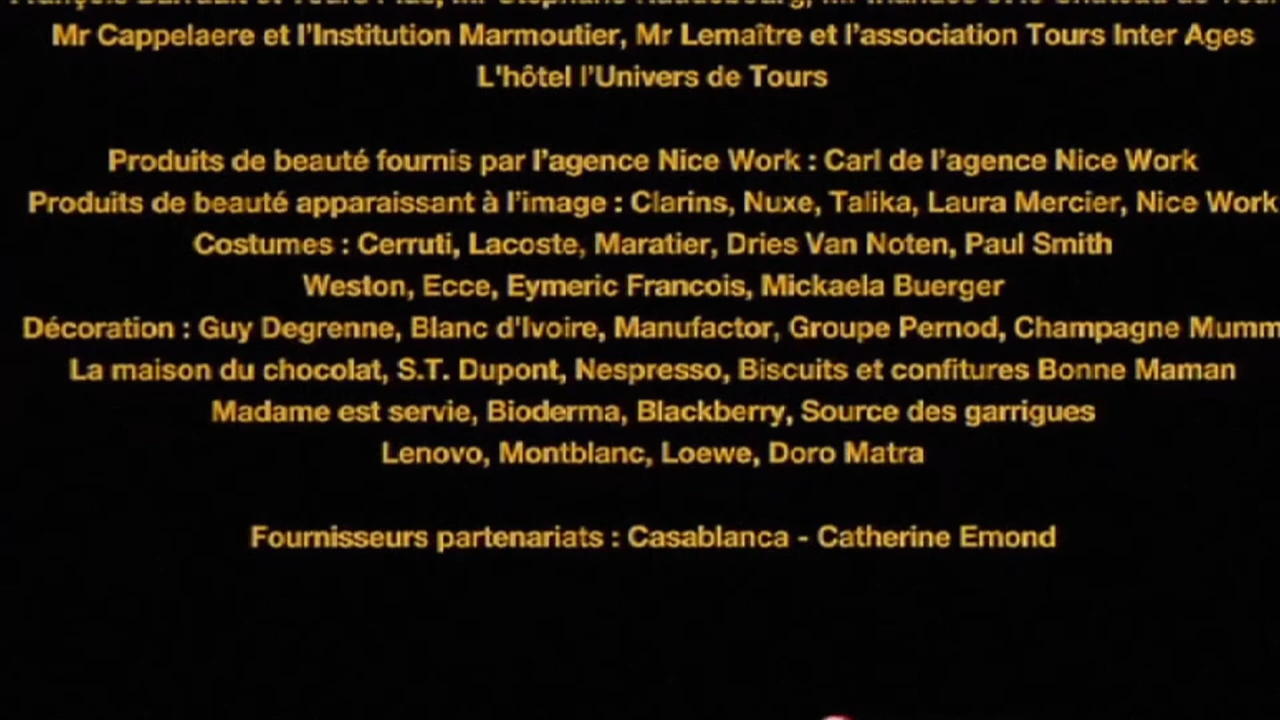 Mr Cappelaere et l'Institution Marmoutier, Mr Lemaître et l'association Tours Inter Ages
L'hôtel l'Univers de Tours
Produits de beauté fournis par l'agence Nice Work : Carl de l'agence Nice Work
Produits de beauté apparaissant à l'image : Clarins, Nuxe, Talika, Laura Mercier, Nice Work
Costumes : Cerruti, Lacoste, Maratier, Dries Van Noten, Paul Smith
Weston, Ecce, Eymeric Francois, Mickaela Buerger
Décoration : Guy Degrenne, Blanc d'Ivoire, Manufactor, Groupe Pernod, Champagne Mumm
La maison du chocolat, S.T. Dupont, Nespresso, Biscuits et confitures Bonne Maman
Madame est servie, Bioderma, Blackberry, Source des garrigues
Lenovo, Montblanc, Loewe, Doro Matra
Fournisseurs partenariats : Casablanca - Catherine Emond